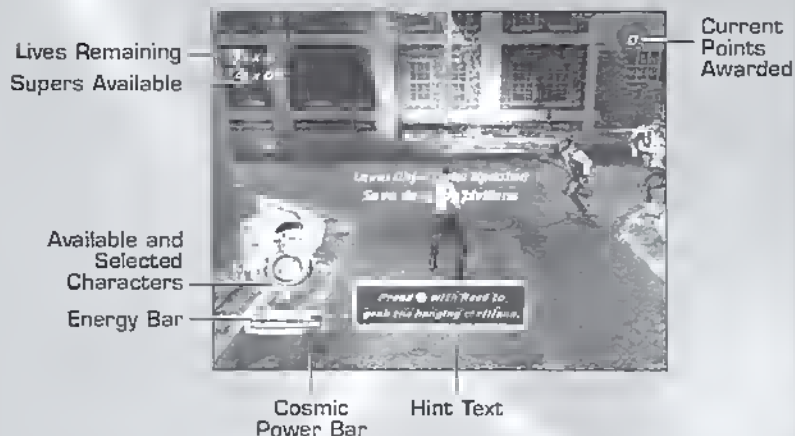 Lives Remaining
Supers Available
Current
Points
Awarded
Save
Available and
Selected
Characters
Energy Bar
Press with Reed to
grab the hanging civilians.
Cosmic
Power Bar
Hint Text